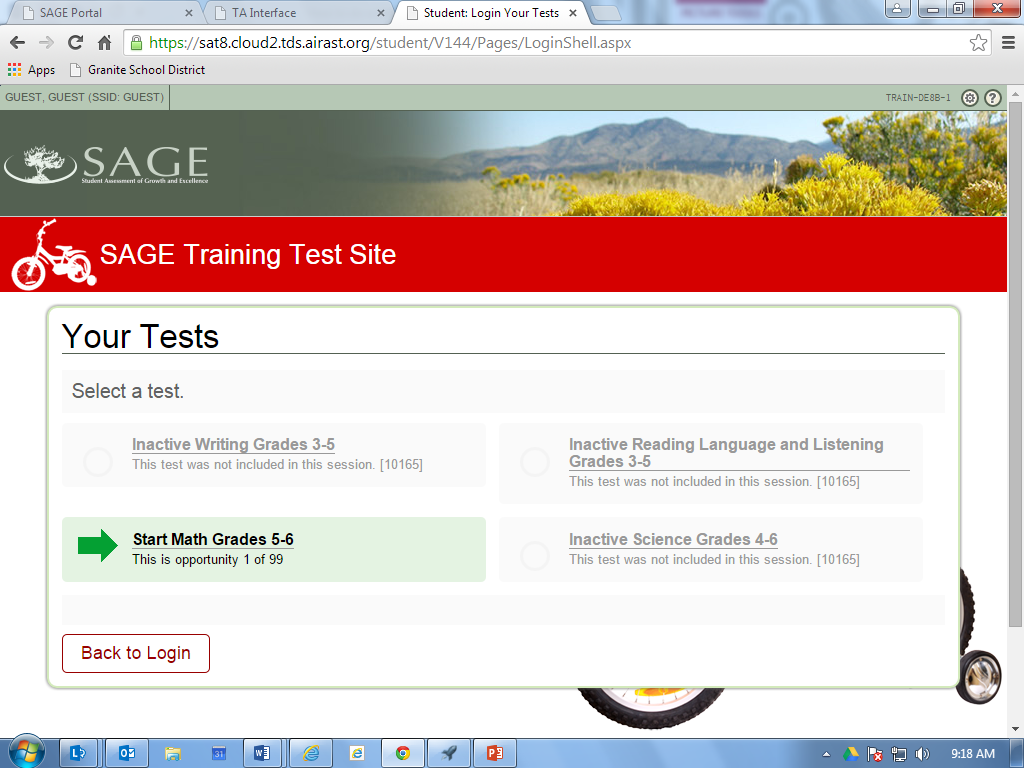 SAGE Portal
TA Interface
Student: Login Your Tests
https://sat8.cloud2.tds.airast.org/student/V144/Pages/LoginShell.aspx
Apps
Granite School District
GUEST, GUEST (SSID: GUEST)
TRAIN-DE8B-1
SAGE
Student Assessment of Growth and Excellence
SAGE Training Test Site
Your Tests
Select a test.
Inactive Writing Grades 3-5
This test was not included in this session. [10165]
Inactive Reading Language and Listening
Grades 3-5
This test was not included in this session. [10165]
Start Math Grades 5-6
This is opportunity 1 of 99
Inactive Science Grades 4-6
This test was not included in this session. [10165]
Back to Login
9:18 AM